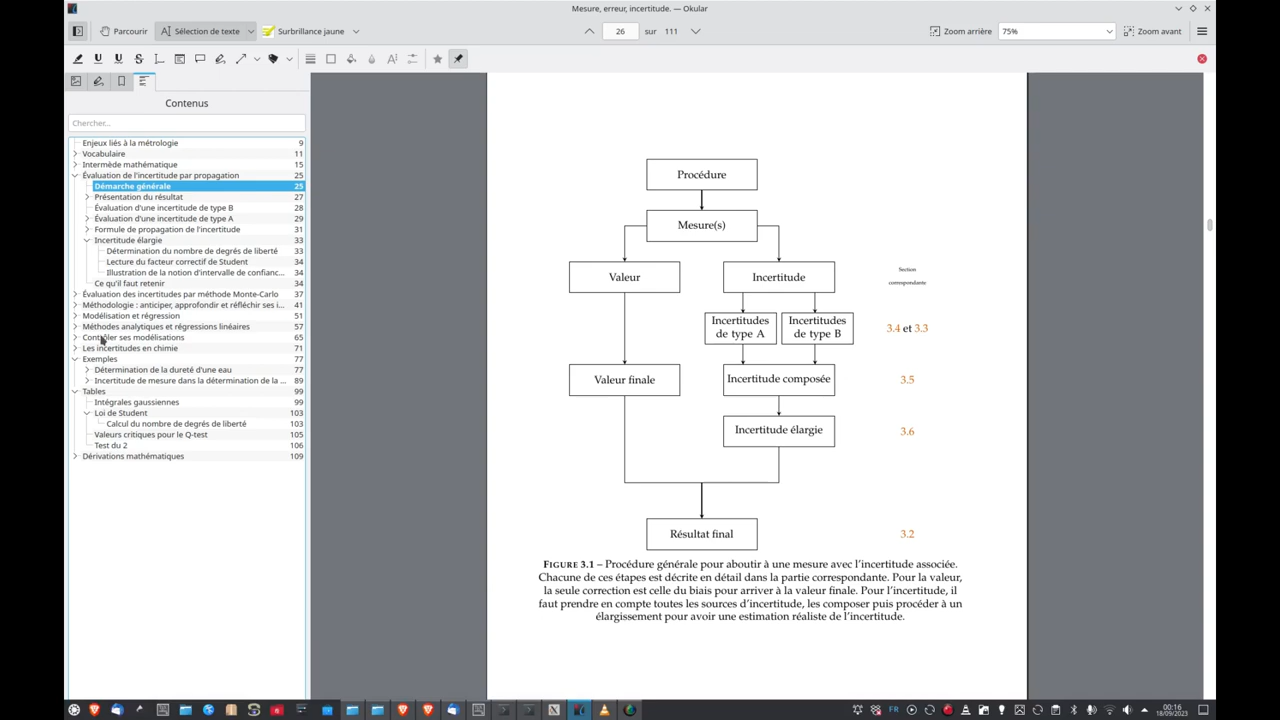 Mesure, erreur, incertitude. — Okular
Parcourir
Sélection de texte
Surbrillance jaune
26 sur 111
Zoom arrière
75%
Zoom avant
Contenus
Chercher...
Enjeux liés à la métrologie 9
Vocabulaire 11
Intermède mathématique 15
Évaluation de l'incertitude par propagation 25
Démarche générale 25
Présentation du résultat 27
Évaluation d'une incertitude de type B 28
Évaluation d'une incertitude de type A 29
Formule de propagation de l'incertitude 31
Incertitude élargie 33
Détermination du nombre de degrés de liberté 33
Lecture du facteur correctif de Student 34
Illustration de la notion d'intervalle de confianc... 34
Ce qu'il faut retenir 34
Évaluation des incertitudes par méthode Monte-Carlo 37
Méthodologie : anticiper, approfondir et réfléchir ses i... 41
Modélisation et régression 51
Méthodes analytiques et régressions linéaires 57
Contrôler ses modélisations 65
Les incertitudes en chimie 71
Exemples 77
Détermination de la dureté d'une eau 77
Incertitude de mesure dans la détermination de la ... 89
Tables 99
Intégrales gaussiennes 99
Loi de Student 103
Calcul du nombre de degrés de liberté 103
Valeurs critiques pour le Q-test 105
Test du 2 106
Dérivations mathématiques 109
Procédure
Mesure(s)
Valeur
Incertitude
Section
correspondante
Incertitudes
de type A
Incertitudes
de type B
3.4 et 3.3
Valeur finale
Incertitude composée
3.5
Incertitude élargie
3.6
Résultat final
3.2
FIGURE 3.1 – Procédure générale pour aboutir à une mesure avec l'incertitude associée.
Chacune de ces étapes est décrite en détail dans la partie correspondante. Pour la valeur,
la seule correction est celle du biais pour arriver à la valeur finale. Pour l'incertitude, il
faut prendre en compte toutes les sources d'incertitude, les composer puis procéder à un
élargissement pour avoir une estimation réaliste de l'incertitude.
FR
00:16
18/09/2023